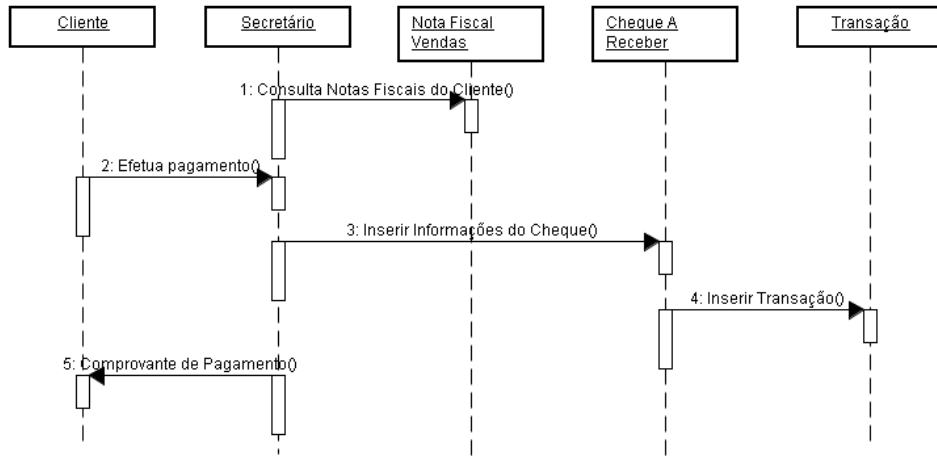 Cliente
Secretário
Nota Fiscal
Vendas
Cheque A
Receber
Transação
1: Consulta Notas Fiscais do Cliente()
2: Efetua pagamento()
3: Inserir Informações do Cheque()
4: Inserir Transação()
5: Comprovante de Pagamento()